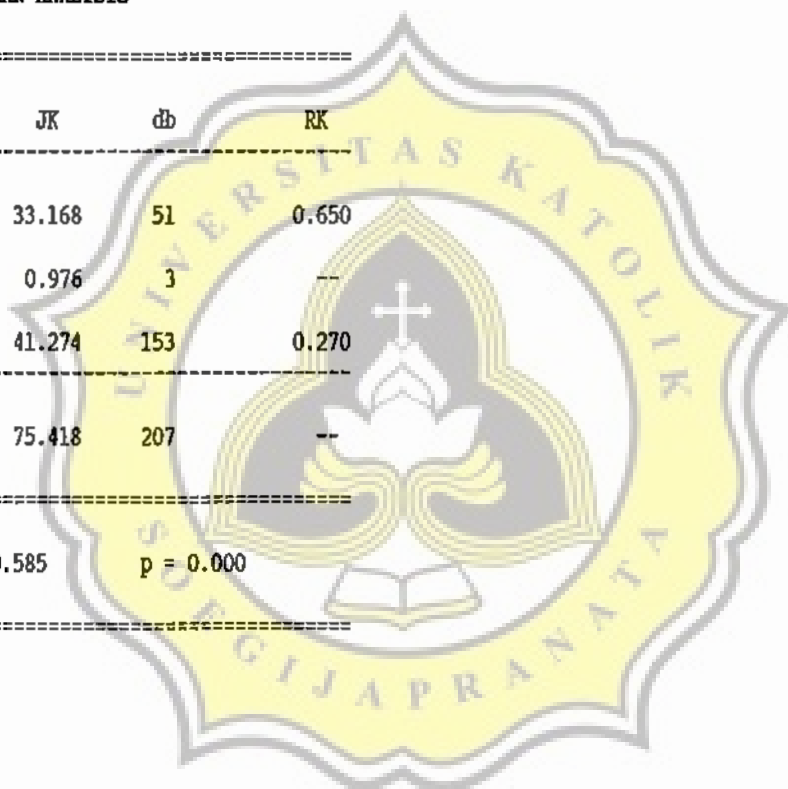 JK db RK
33.168 51 0.650
0.976 3 --
41.274 153 0.270
75.418 207 --
.585 p = 0.000
UNIVERSITAS KATOLIK
SOEGIJAPRANATA